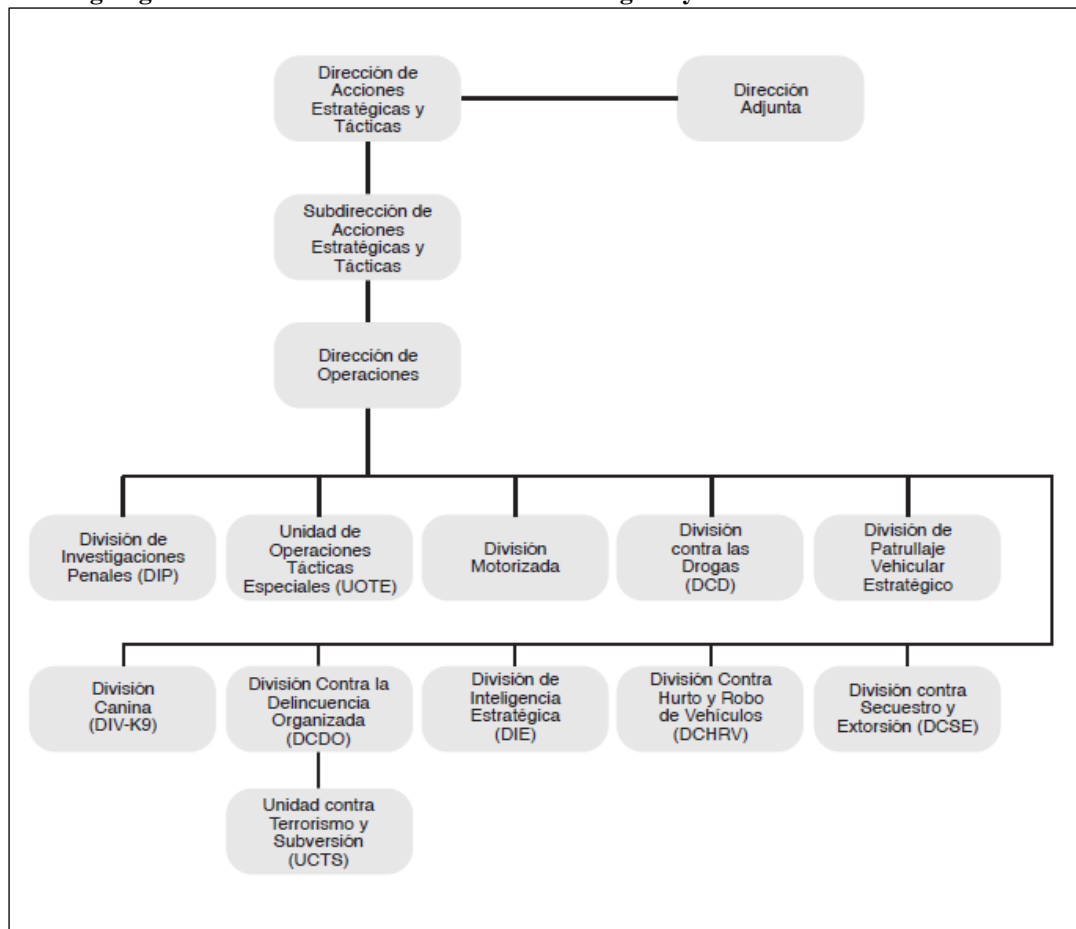 Dirección de
Acciones
Estratégicas y
Tácticas
Dirección
Adjunta
Subdirección de
Acciones
Estratégicas y
Tácticas
Dirección de
Operaciones
División de
Investigaciones
Penales (DIP)
Unidad de
Operaciones
Tácticas
Especiales (UOTE)
División
Motorizada
División
contra las
Drogas
(DCD)
División de
Patrullaje
Vehicular
Estratégico
División
Canina
(DIV-K9)
División Contra la
Delincuencia
Organizada
(DCDO)
División de
Inteligencia
Estratégica
(DIE)
División Contra
Hurto y Robo
de Vehículos
(DCHRV)
División contra
Secuestro y
Extorsión (DCSE)
Unidad contra
Terrorismo y
Subversión
(UCTS)